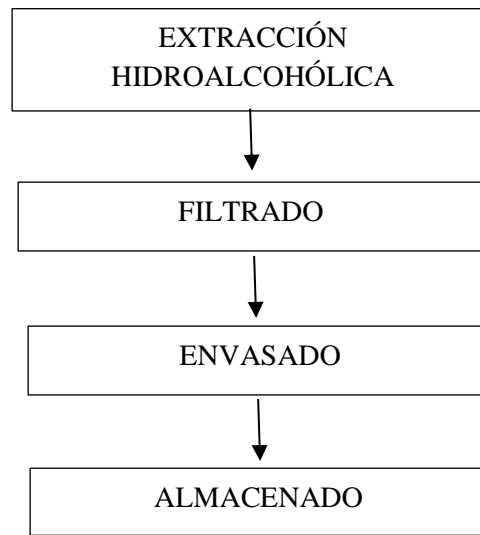 EXTRACCIÓN
HIDROALCOHÓLICA
FILTRADO
ENVASADO
ALMACENADO